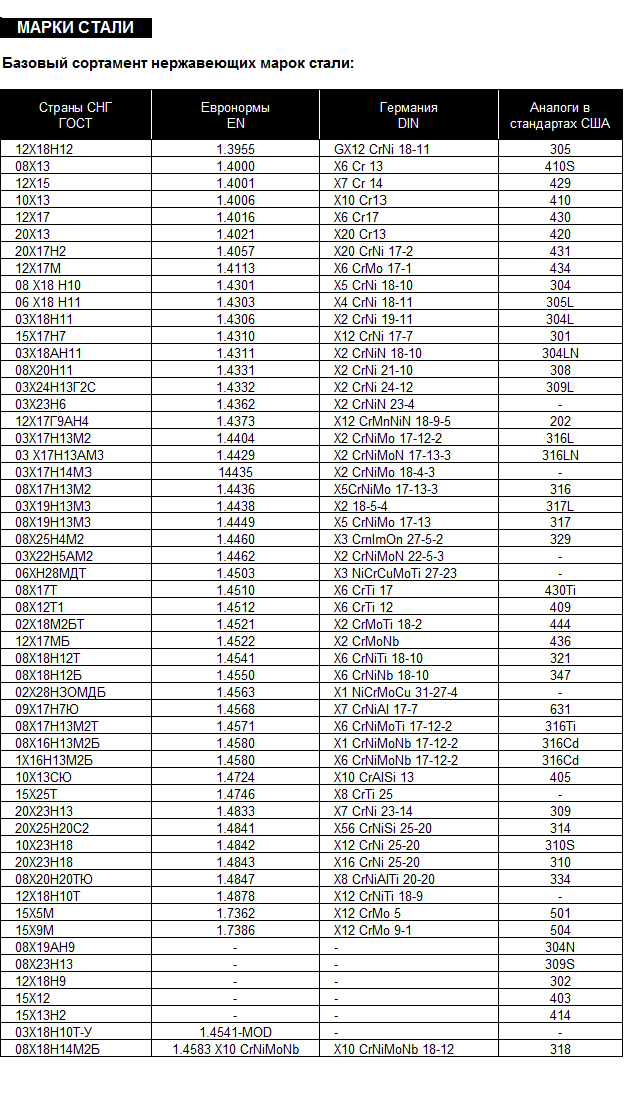 МАРКИ СТАЛИ
Базовый сортамент нержавеющих марок стали:
Страны СНГ ГОСТ Евронормы EN Германия DIN Аналоги в стандартах США
12Х18Н12 1.3955 GX12 CrNi 18-11 305
08Х13 1.4000 X6 Cr 13 410S
12Х15 1.4001 X7 Cr 14 429
10Х13 1.4006 X10 Cr13 410
12Х17 1.4016 X6 Cr17 430
20Х13 1.4021 X20 Cr13 420
20Х17Н2 1.4057 X20 CrNi 17-2 431
12Х17М 1.4113 X6 CrMo 17-1 434
08 Х18 Н10 1.4301 X5 CrNi 18-10 304
06 Х18 Н11 1.4303 X4 CrNi 18-11 305L
03Х18Н11 1.4306 X2 CrNi 19-11 304L
15Х17Н7 1.4310 X12 CrNi 17-7 301
03Х18АН11 1.4311 X2 CrNiN 18-10 304LN
08Х20Н11 1.4331 X2 CrNi 21-10 308
03Х24Н13Г2С 1.4332 X2 CrNi 24-12 309L
03Х23Н6 1.4362 X2 CrNiN 23-4 -
12Х17Г9АН4 1.4373 X12 CrMnNiN 18-9-5 202
03Х17Н13М2 1.4404 X2 CrNiMo 17-12-2 316L
03 Х17Н13АМ3 1.4429 X2 CrNiMoN 17-13-3 316LN
03Х17Н14М3 14435 X2 CrNiMo 18-4-3 -
08Х17Н13М2 1.4436 X5CrNiMo 17-13-3 316
03Х19Н13М3 1.4438 X2 18-5-4 317L
08Х19Н13М3 1.4449 X5 CrNiMo 17-13 317
08Х25Н4М2 1.4460 X3 CrnImOn 27-5-2 329
03Х22Н5АМ2 1.4462 X2 CrNiMoN 22-5-3 -
06ХН28МДТ 1.4503 X3 NiCrCuMoTi 27-23 -
08Х17Т 1.4510 X6 CrTi 17 430Ti
08Х12Т1 1.4512 X6 CrTi 12 409
02Х18М2БТ 1.4521 X2 CrMoTi 18-2 444
12Х17МБ 1.4522 X2 CrMoNb 436
08Х18Н12Т 1.4541 X6 CrNiTi 18-10 321
08Х18Н12Б 1.4550 X6 CrNiNb 18-10 347
02Х28НЗОМДБ 1.4563 X1 NiCrMoCu 31-27-4 -
09Х17Н7Ю 1.4568 X7 CrNiAl 17-7 631
08Х17Н13М2Т 1.4571 X6 CrNiMoTi 17-12-2 316Ti
08Х16Н13М2Б 1.4580 X1 CrNiMoNb 17-12-2 316Cd
1Х16Н13М2Б 1.4580 X6 CrNiMoNb 17-12-2 316Cd
10Х13СЮ 1.4724 X10 CrAlSi 13 405
15Х25Т 1.4746 X8 CrTi 25 -
20Х23Н13 1.4833 X7 CrNi 23-14 309
20Х25Н20С2 1.4841 X56 CrNiSi 25-20 314
10Х23Н18 1.4842 X12 CrNi 25-20 310S
20Х23Н18 1.4843 X16 CrNi 25-20 310
08Х20Н20ТЮ 1.4847 X8 CrNiAlTi 20-20 334
12Х18Н10Т 1.4878 X12 CrNiTi 18-9 -
15Х5М 1.7362 X12 CrMo 5 501
15Х9М 1.7386 X12 CrMo 9-1 504
08Х19АН9 - - 304N
08Х23Н13 - - 309S
12Х18Н9 - - 302
15Х12 - - 403
15Х13Н2 - - 414
03Х18Н10Т-У 1.4541-MOD - -
08Х18Н14М2Б 1.4583 X10 CrNiMoNb X10 CrNiMoNb 18-12 318